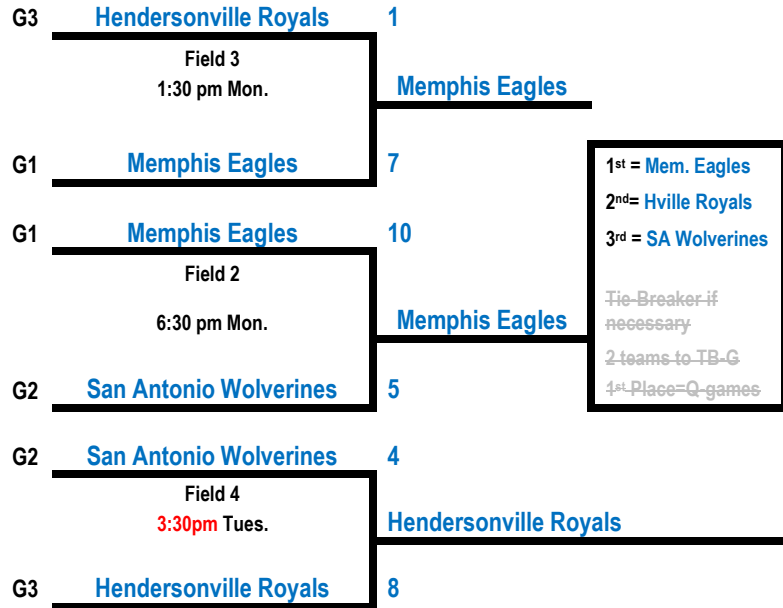 G3 Hendersonville Royals 1
Field 3
1:30 pm Mon.
Memphis Eagles
G1 Memphis Eagles 7
G1 Memphis Eagles 10
Field 2
6:30 pm Mon.
Memphis Eagles
G2 San Antonio Wolverines 5
G2 San Antonio Wolverines 4
Field 4
3:30pm Tues.
Hendersonville Royals
G3 Hendersonville Royals 8
1st = Mem. Eagles
2nd= Hville Royals
3rd = SA Wolverines
Tie-Breaker if
necessary
2 teams to TB-G
1st Place=Q-games